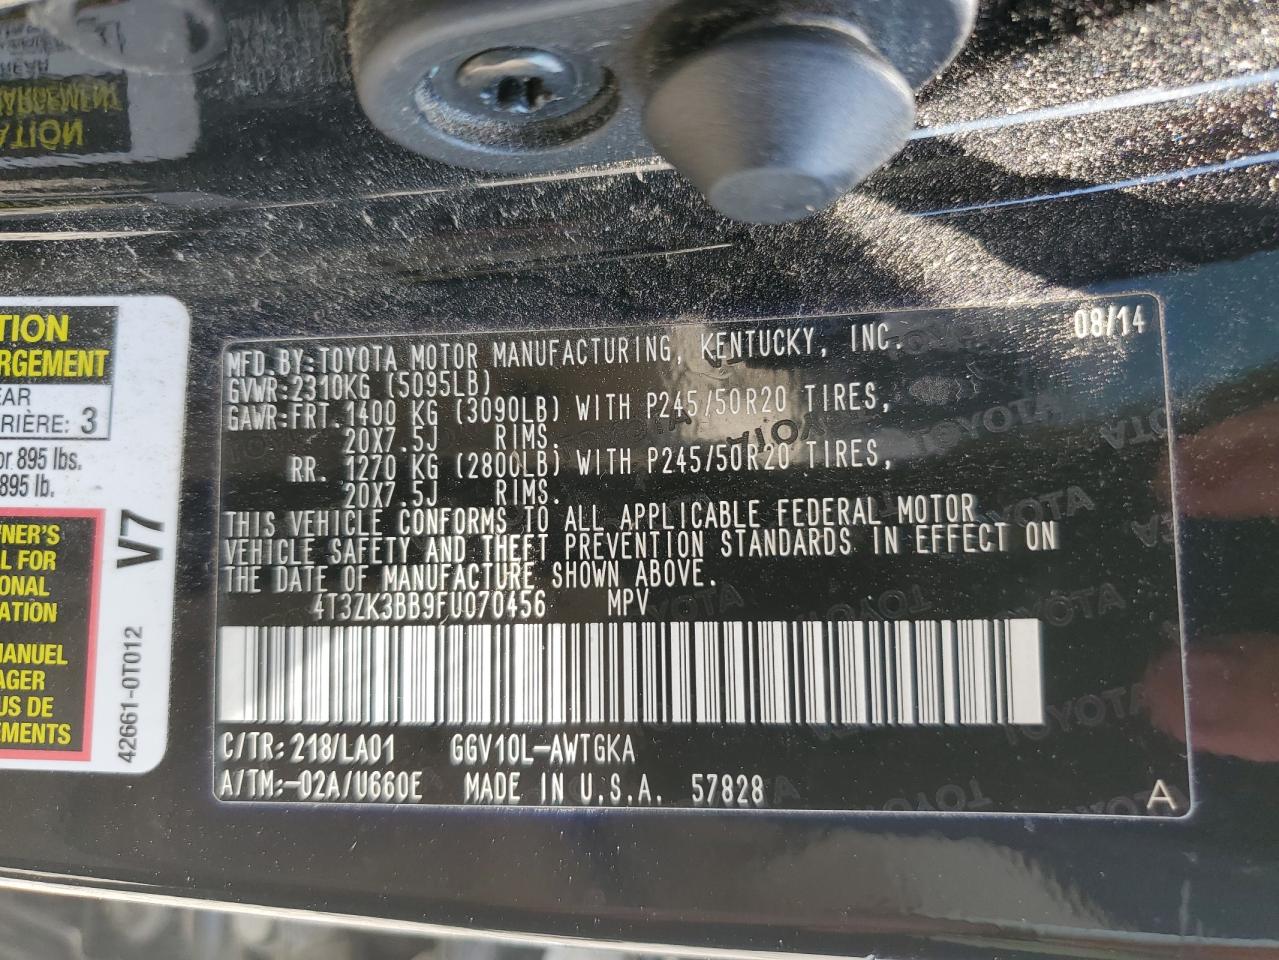 MFD.BY:TOYOTA MOTOR MANUFACTURING, KENTUCKY, INC. 08/14
GVWR:2310KG (5095LB)
GAWR:FRT.1400 KG (3090LB) WITH P245/50R20 TIRES,
20X7.5J RIMS.
RR. 1270 KG (2800LB) WITH P245/50R20 TIRES,
20X7.5J RIMS.
THIS VEHICLE CONFORMS TO ALL APPLICABLE FEDERAL MOTOR
VEHICLE SAFETY AND THEFT PREVENTION STANDARDS IN EFFECT ON
THE DATE OF MANUFACTURE SHOWN ABOVE.
4T3ZK3BB9FU070456 MPV
C/TR:218/LA01 GGV10L-AWTGKA
A/TM:-02A/U660E MADE IN U.S.A. 57828
A
TION
RGEMENT
EAR
RRIÈRE: 3
or 895 lbs.
895 lb.
WNER'S
L FOR
IONAL
MATION
MANUEL
AGER
US DE
EMENTS
V7
42661-0T012